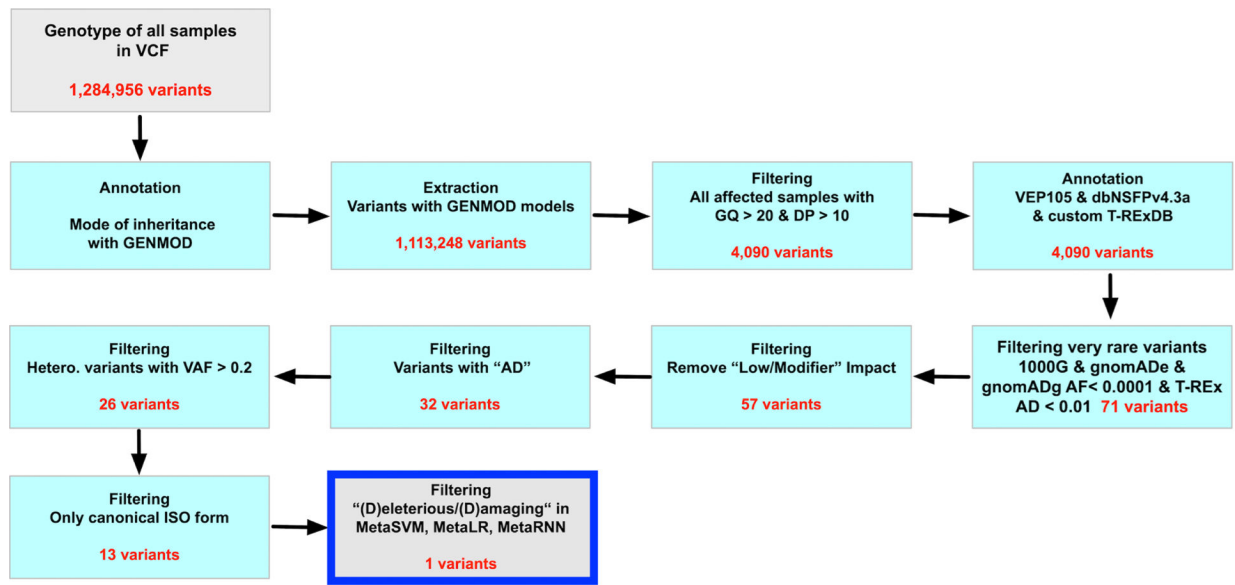 Genotype of all samples
in VCF
1,284,956 variants
Annotation
Mode of inheritance
with GENMOD
Extraction
Variants with GENMOD models
1,113,248 variants
Filtering
All affected samples with
GQ > 20 & DP > 10
4,090 variants
Annotation
VEP105 & dbNSFPv4.3a
& custom T-RExDB
4,090 variants
Filtering very rare variants
1000G & gnomADe &
gnomADg AF< 0.0001 & T-REx
AD < 0.01 71 variants
Filtering
Remove “Low/Modifier” Impact
57 variants
Filtering
Variants with “AD”
32 variants
Filtering
Hetero. variants with VAF > 0.2
26 variants
Filtering
Only canonical ISO form
13 variants
Filtering
“(D)eleterious/(D)amaging“ in
MetaSVM, MetaLR, MetaRNN
1 variants